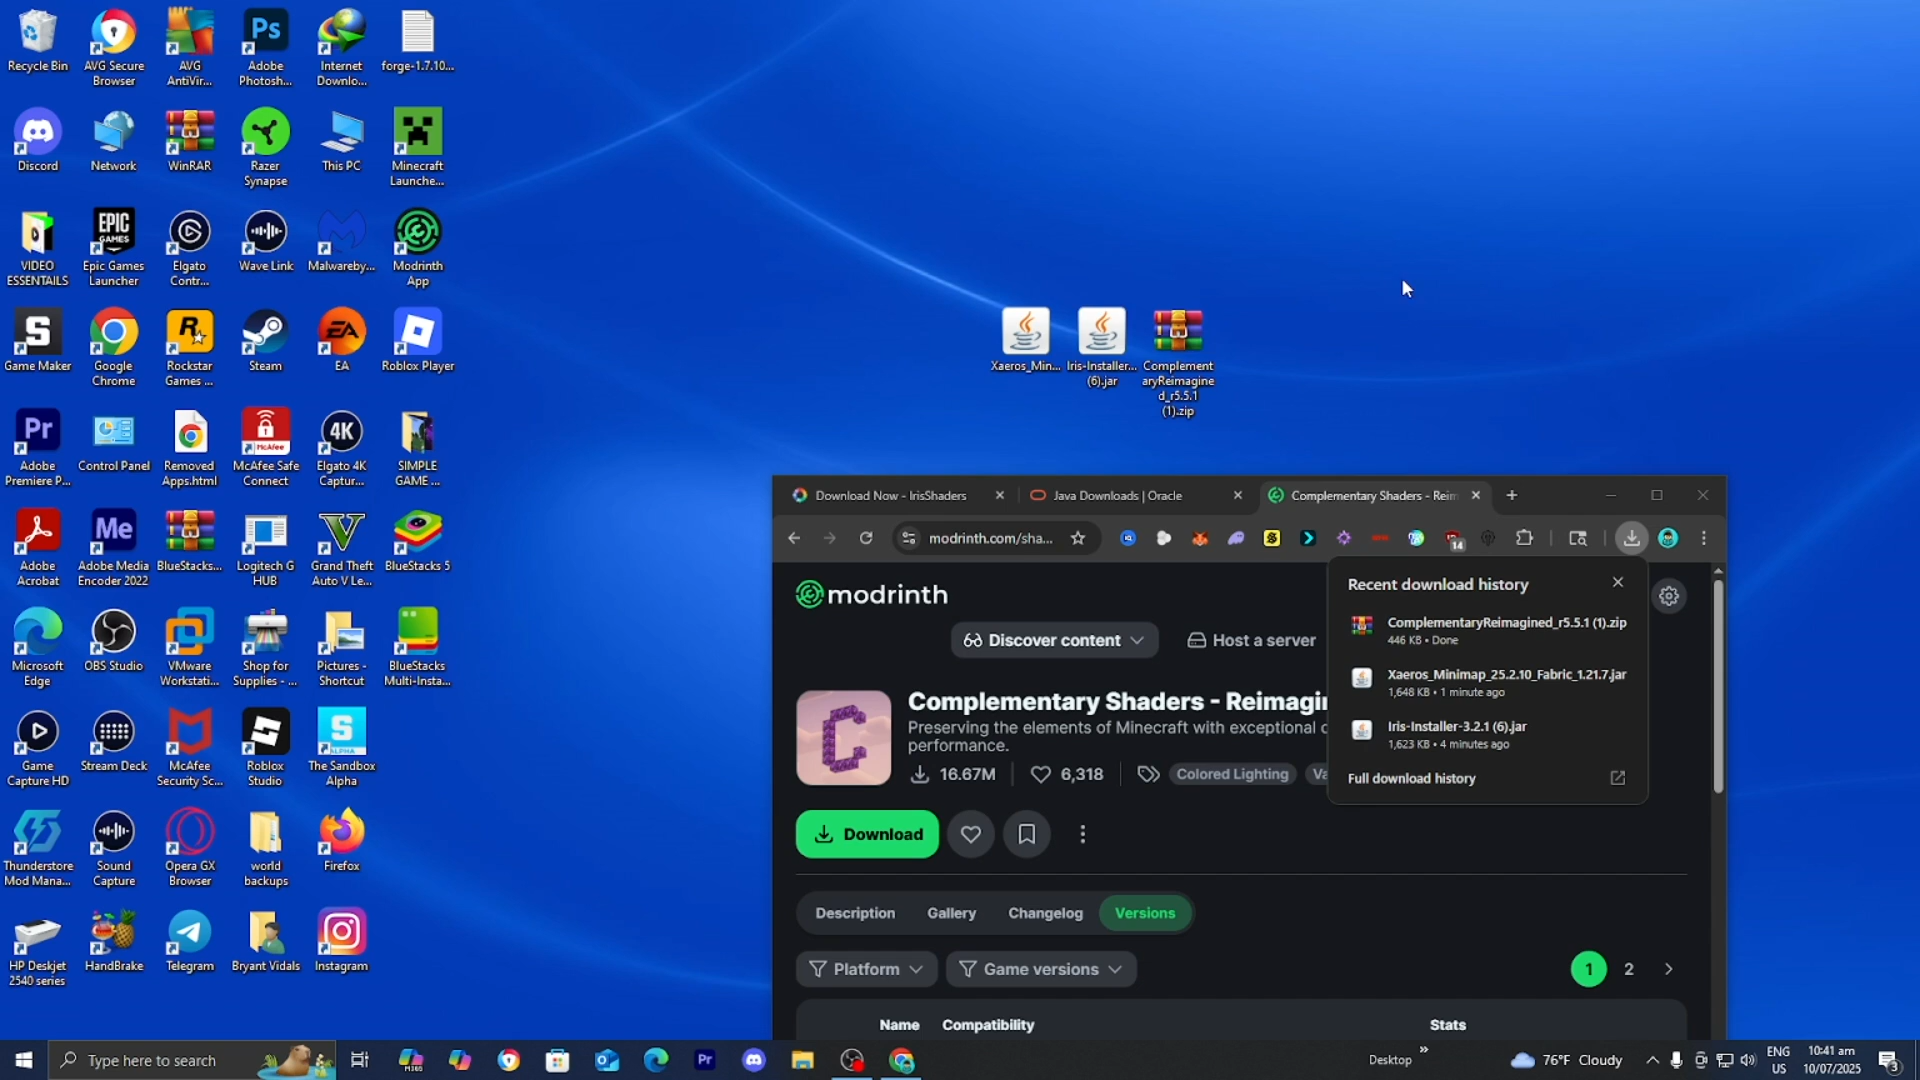 Recycle Bin
AVG Secure
Browser
AVG
AntiVir...
Adobe
Photosh...
Internet
Downlo...
forge-1.7.10...
Discord
Network
WinRAR
Razer
Synapse
This PC
Minecraft
Launche...
VIDEO
ESSENTAILS
Epic Games
Launcher
Elgato
Contr...
Wave Link
Malwareby...
Modrinth
App
Game Maker
Google
Chrome
Rockstar
Games ...
Steam
EA
Roblox Player
Adobe
Premiere P...
Control Panel
Removed
Apps.html
McAfee Safe
Connect
Elgato 4K
Captur...
SIMPLE
GAME ...
Adobe
Acrobat
Adobe Media
Encoder 2022
BlueStacks...
Logitech G
HUB
Grand Theft
Auto V Le...
BlueStacks 5
Microsoft
Edge
OBS Studio
VMware
Workstati...
Shop for
Supplies - ...
Pictures -
Shortcut
BlueStacks
Multi-Insta...
Game
Capture HD
Stream Deck
McAfee
Security Sc...
Roblox
Studio
The Sandbox
Alpha
Thunderstore
Mod Mana...
Sound
Capture
Opera GX
Browser
world
backups
Firefox
HP Deskjet
2540 series
HandBrake
Telegram
Bryant Vidals
Instagram
Xaeros_Min...
Iris-Installer...
(6).jar
Complement
aryReimagine
d_r5.5.1
(1).zip
Download Now - IrisShaders
Java Downloads | Oracle
Complementary Shaders - Reim
modrinth.com/sha...
14
modrinth
Discover content
Host a server
Complementary Shaders - Reimagi
Preserving the elements of Minecraft with exceptional
performance.
16.67M
6,318
Colored Lighting
Va
Download
Description
Gallery
Changelog
Versions
Platform
Game versions
1
2
Name
Compatibility
Stats
Recent download history
ComplementaryReimagined_r5.5.1 (1).zip
446 KB • Done
Xaeros_Minimap_25.2.10_Fabric_1.21.7.jar
1,648 KB • 1 minute ago
Iris-Installer-3.2.1 (6).jar
1,623 KB • 4 minutes ago
Full download history
Type here to search
Desktop
76°F Cloudy
ENG
US
10:41 am
10/07/2025
3